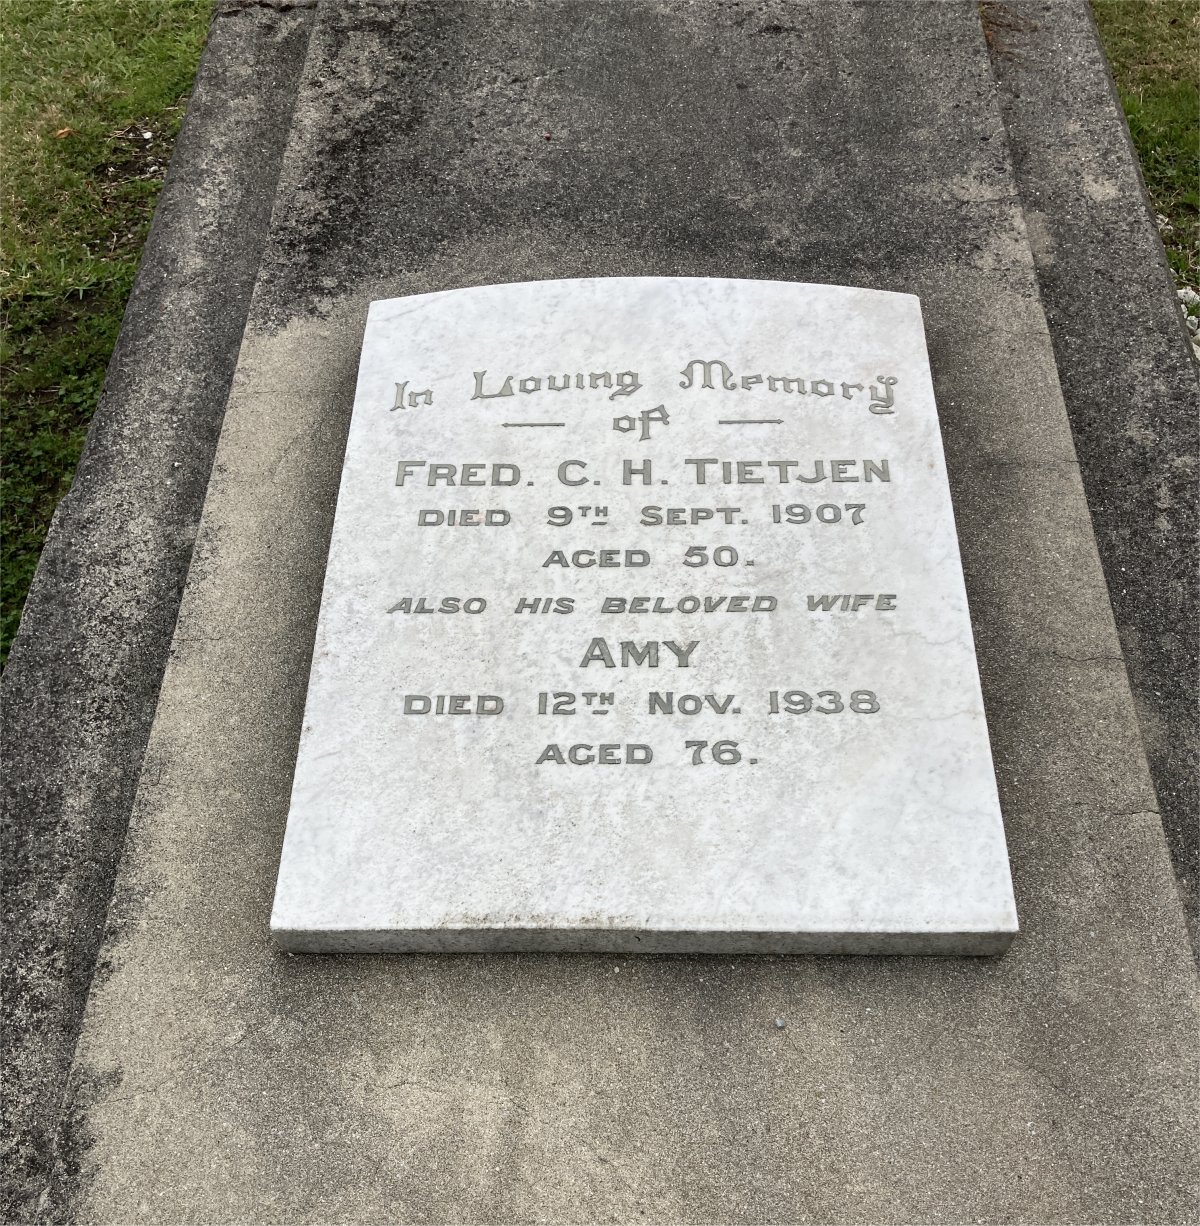 In Loving Memory
of
FRED. C. H. TIETJEN
DIED 9TH SEPT. 1907
AGED 50.
ALSO HIS BELOVED WIFE
AMY
DIED 12TH NOV. 1938
AGED 76.